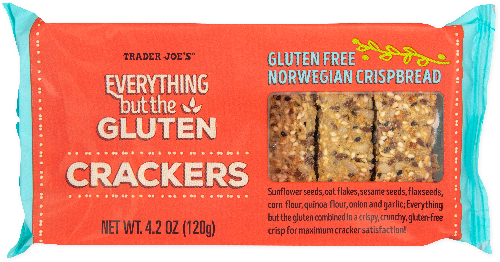 TRADER JOE'S™
EVERYTHING
but the
GLUTEN
CRACKERS
NET WT. 4.2 OZ (120g)
GLUTEN FREE
NORWEGIAN CRISPBREAD
Sunflower seeds, oat flakes, sesame seeds, flaxseeds,
corn flour, quinoa flour, onion and garlic; Everything
but the gluten combined in a crispy, crunchy, gluten-free
crisp for maximum cracker satisfaction!